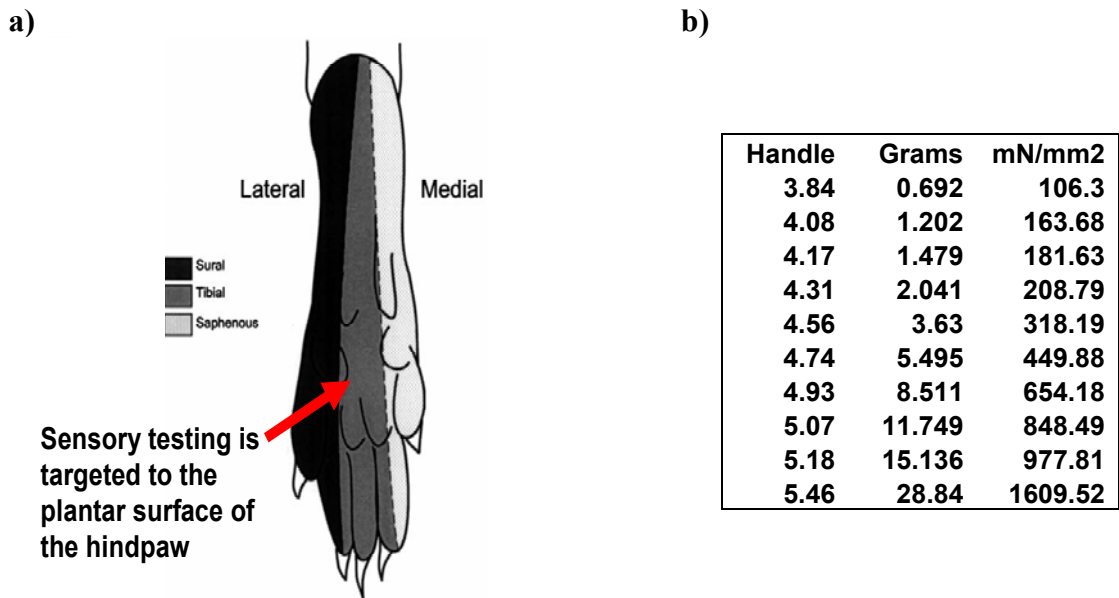 a)
b)
Lateral
Medial
Sural
Tibial
Saphenous
Sensory testing is
targeted to the
plantar surface of
the hindpaw
Handle Grams mN/mm2
3.84 0.692 106.3
4.08 1.202 163.68
4.17 1.479 181.63
4.31 2.041 208.79
4.56 3.63 318.19
4.74 5.495 449.88
4.93 8.511 654.18
5.07 11.749 848.49
5.18 15.136 977.81
5.46 28.84 1609.52